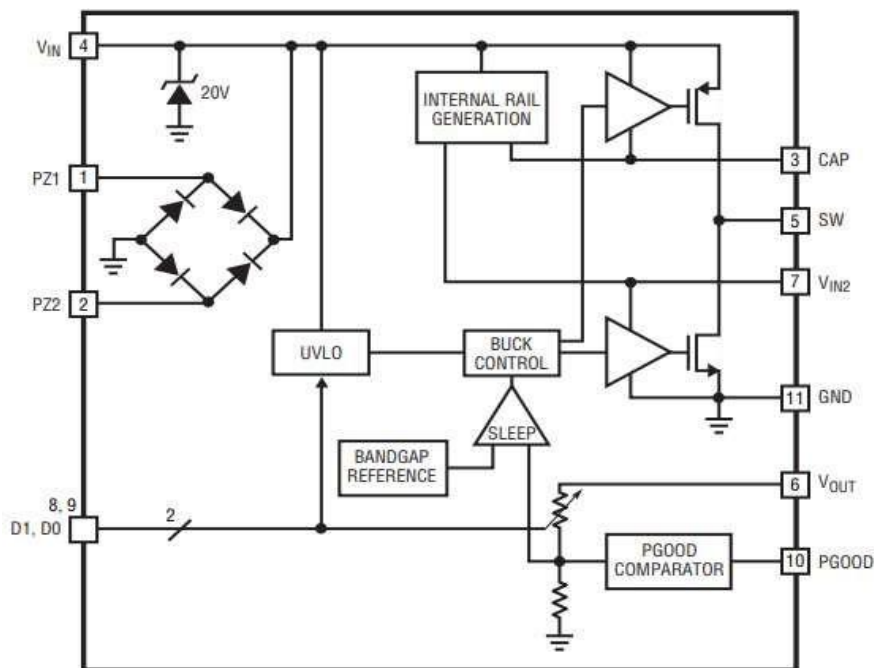 VIN
4
20V
INTERNAL RAIL
GENERATION
PZ1
1
3
CAP
5
SW
PZ2
2
7
VIN2
UVLO
BUCK
CONTROL
11
GND
SLEEP
BANDGAP
REFERENCE
6
VOUT
8, 9
D1, D0
2
PGOOD
COMPARATOR
10
PGOOD